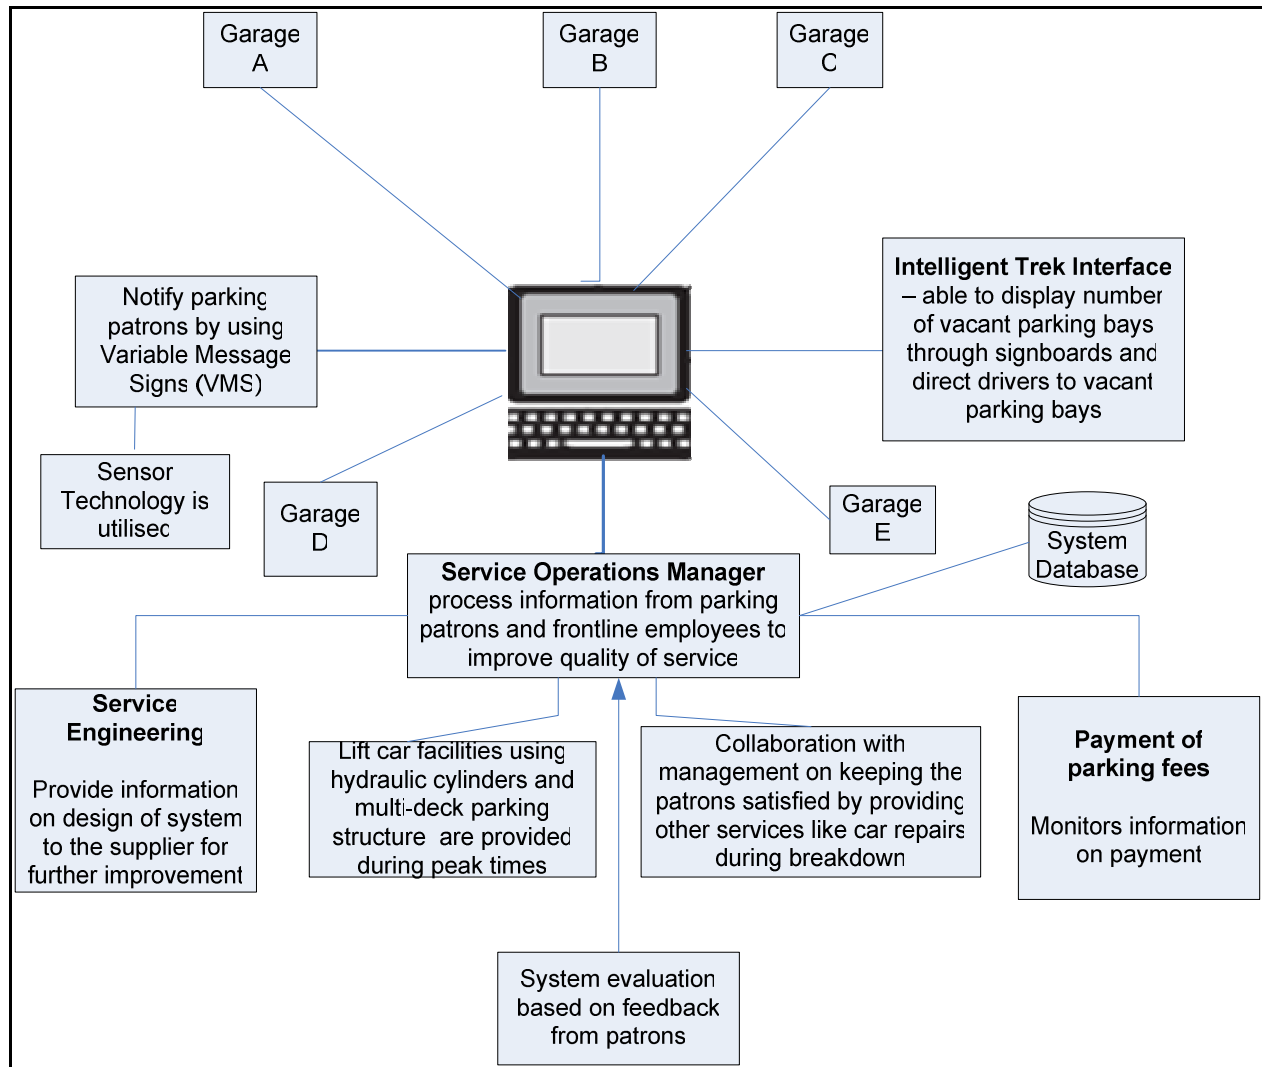 Garage
A
Garage
B
Garage
C
Notify parking
patrons by using
Variable Message
Signs (VMS)
Intelligent Trek Interface
– able to display number
of vacant parking bays
through signboards and
direct drivers to vacant
parking bays
Sensor
Technology is
utilised
Garage
D
Garage
E
System
Database
Service Operations Manager
process information from parking
patrons and frontline employees to
improve quality of service
Service
Engineering
Provide information
on design of system
to the supplier for
further improvement
Lift car facilities using
hydraulic cylinders and
multi-deck parking
structure are provided
during peak times
Collaboration with
management on keeping the
patrons satisfied by providing
other services like car repairs
during breakdown
Payment of
parking fees
Monitors information
on payment
System evaluation
based on feedback
from patrons